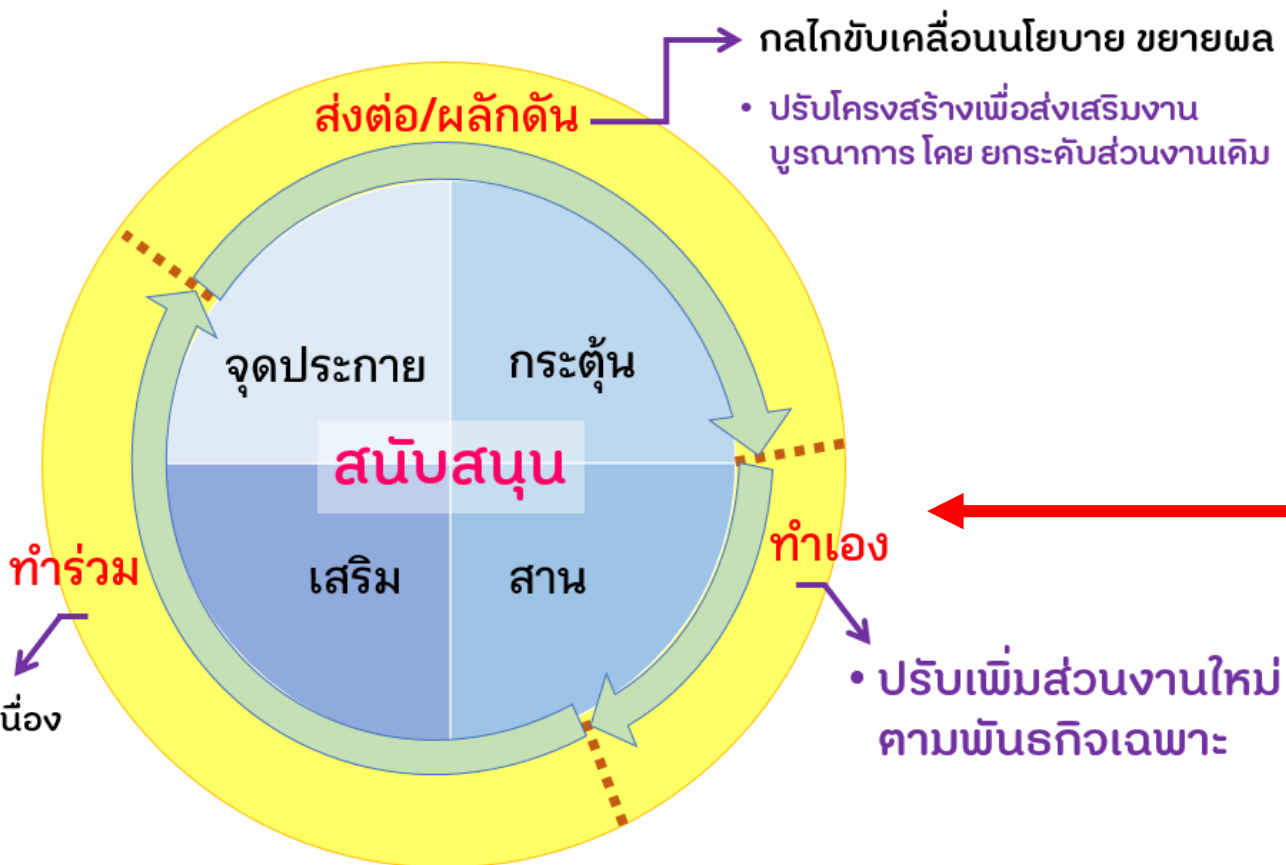 กลไกขับเคลื่อนนโยบาย ขยายผล
ส่งต่อ/ผลักดัน
• ปรับโครงสร้างเพื่อส่งเสริมงาน
บูรณาการ โดย ยกระดับส่วนงานเดิม
จุดประกาย
กระตุ้น
สนับสนุน
ทำร่วม
เสริม
สาน
ทำเอง
• ปรับเพิ่มส่วนงานใหม่
ตามพันธกิจเฉพาะ
นื่อง